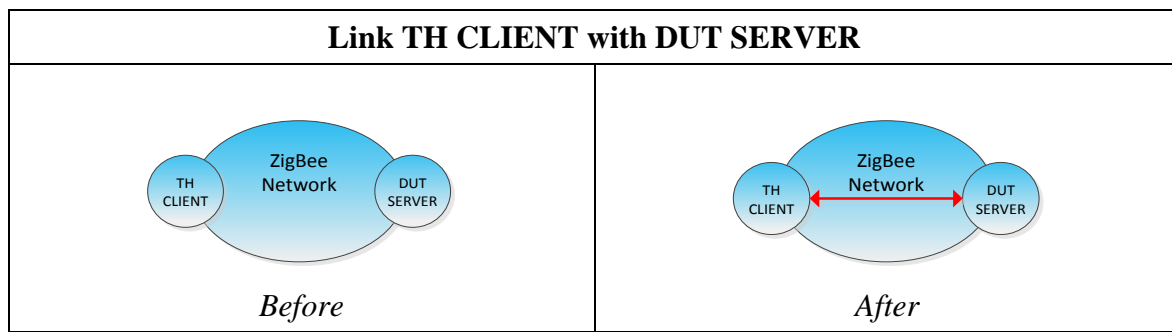 Link TH CLIENT with DUT SERVER
ZigBee
Network
TH
CLIENT
DUT
SERVER
Before
ZigBee
Network
TH
CLIENT
DUT
SERVER
After